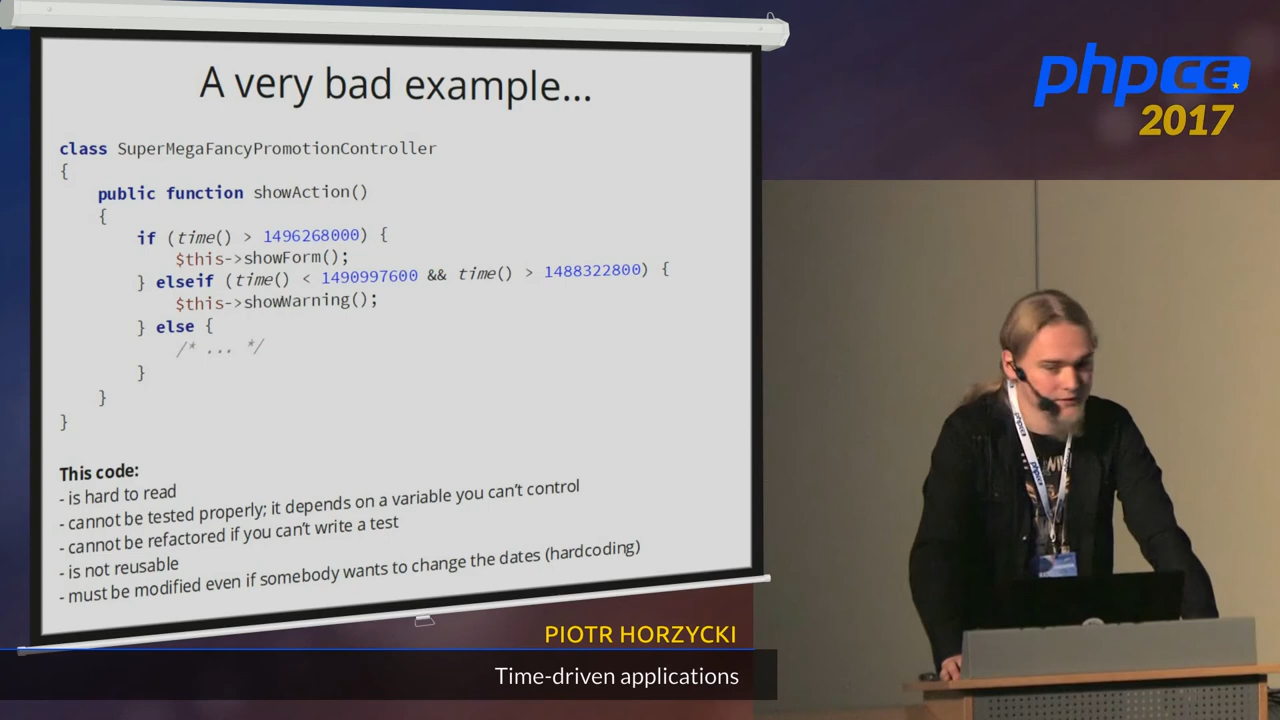 A very bad example...
class SuperMegaFancyPromotionController
{
public function showAction()
{
if (time() > 1496268000) {
$this->showForm();
} elseif (time() < 1490997600 && time() > 1488322800) {
$this->showWarning();
} else {
/* ... */
}
}
}
This code:
- is hard to read
- cannot be tested properly; it depends on a variable you can't control
- cannot be refactored if you can't write a test
- is not reusable
- must be modified even if somebody wants to change the dates (hardcoding)
PIOTR HORZYCKI
Time-driven applications
phpCE
2017
phpce
phpce